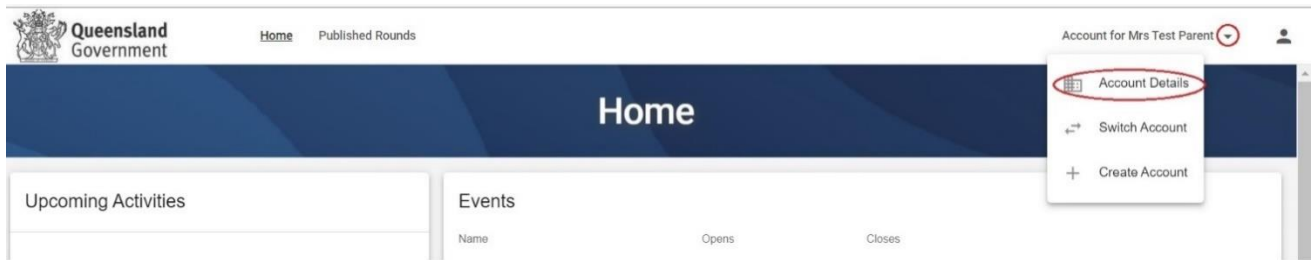 Queensland
Government
Home Published Rounds
Account for Mrs Test Parent
Account Details
Switch Account
Create Account
Home
Upcoming Activities
Events
Name Opens Closes